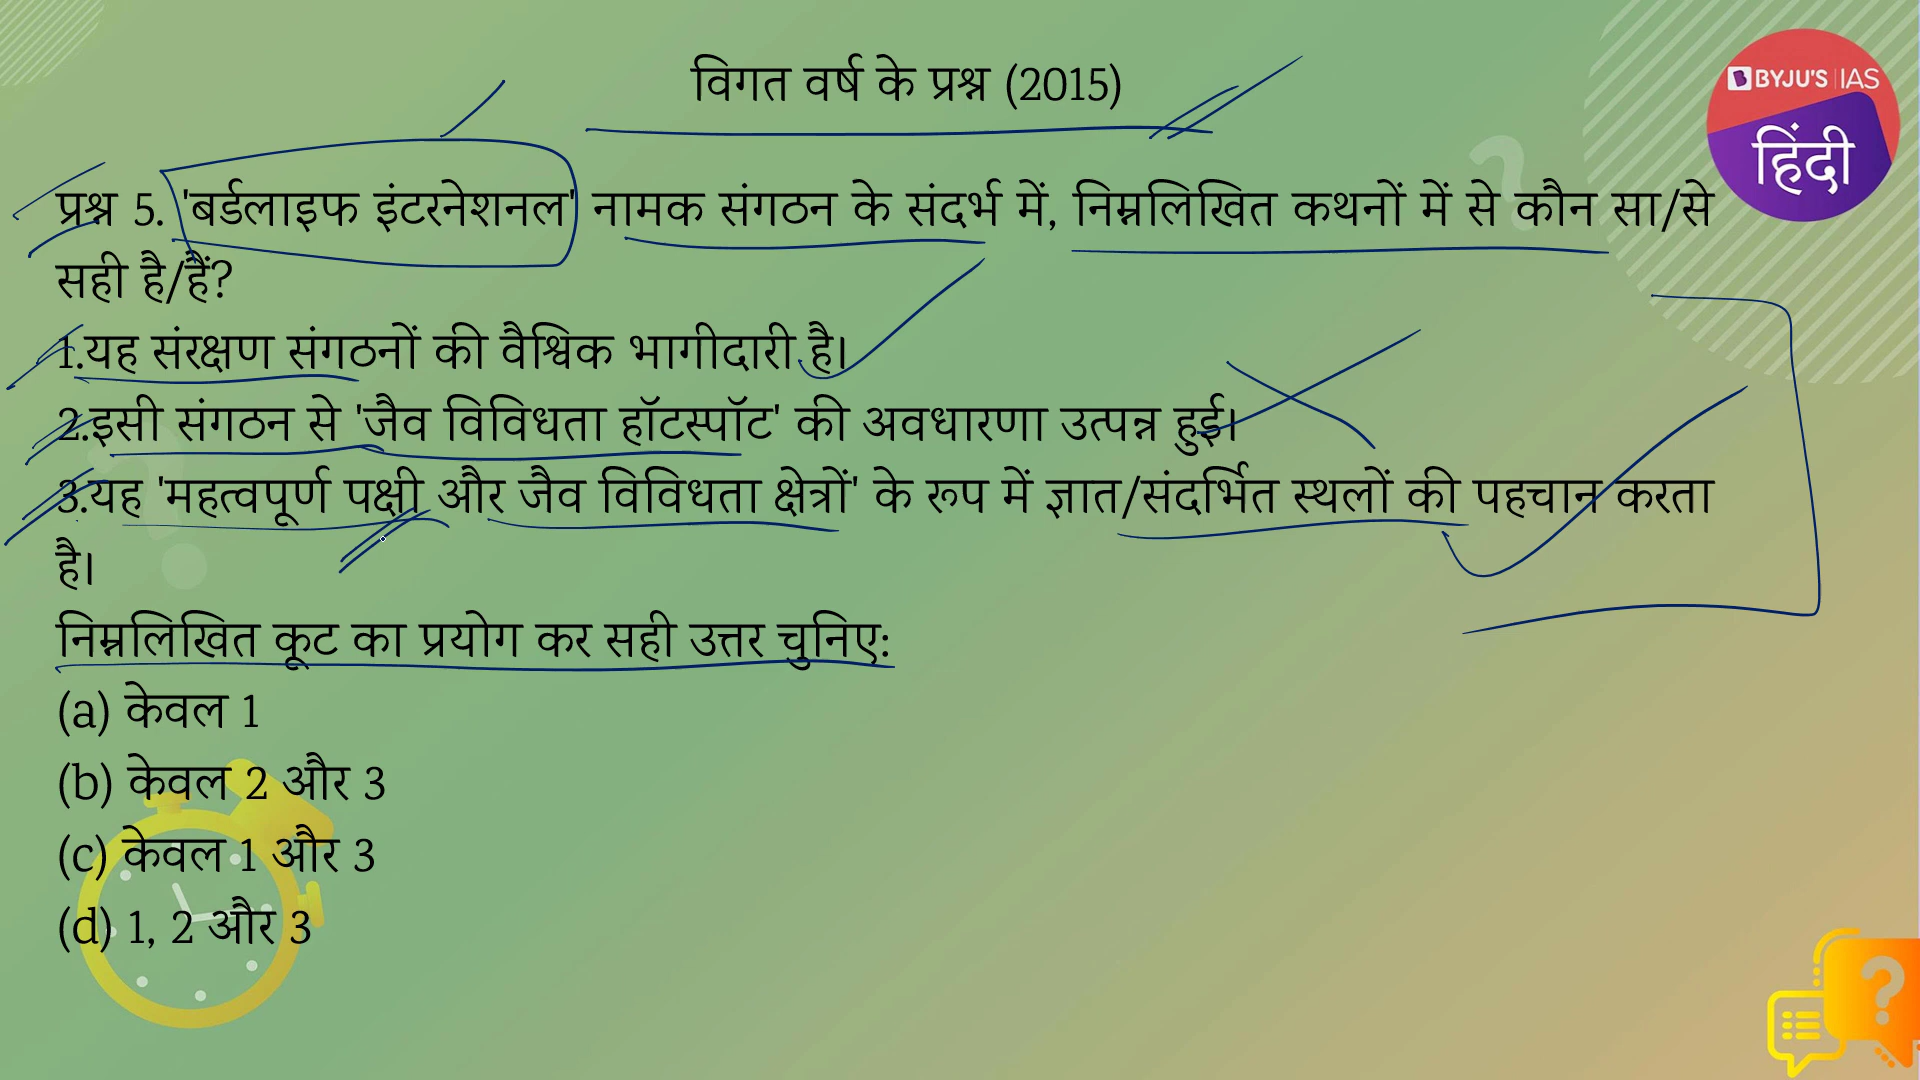 विगत वर्ष के प्रश्न (2015)
BYJU'S IAS
हिंदी
प्रश्न 5. 'बर्डलाइफ इंटरनेशनल' नामक संगठन के संदर्भ में, निम्नलिखित कथनों में से कौन सा/से
सही है/हैं?
1.यह संरक्षण संगठनों की वैश्विक भागीदारी है।
2.इसी संगठन से 'जैव विविधता हॉटस्पॉट' की अवधारणा उत्पन्न हुई।
3.यह 'महत्वपूर्ण पक्षी और जैव विविधता क्षेत्रों' के रूप में ज्ञात/संदर्भित स्थलों की पहचान करता
है।
निम्नलिखित कूट का प्रयोग कर सही उत्तर चुनिए:
(a) केवल 1
(b) केवल 2 और 3
(c) केवल 1 और 3
(d) 1, 2 और 3